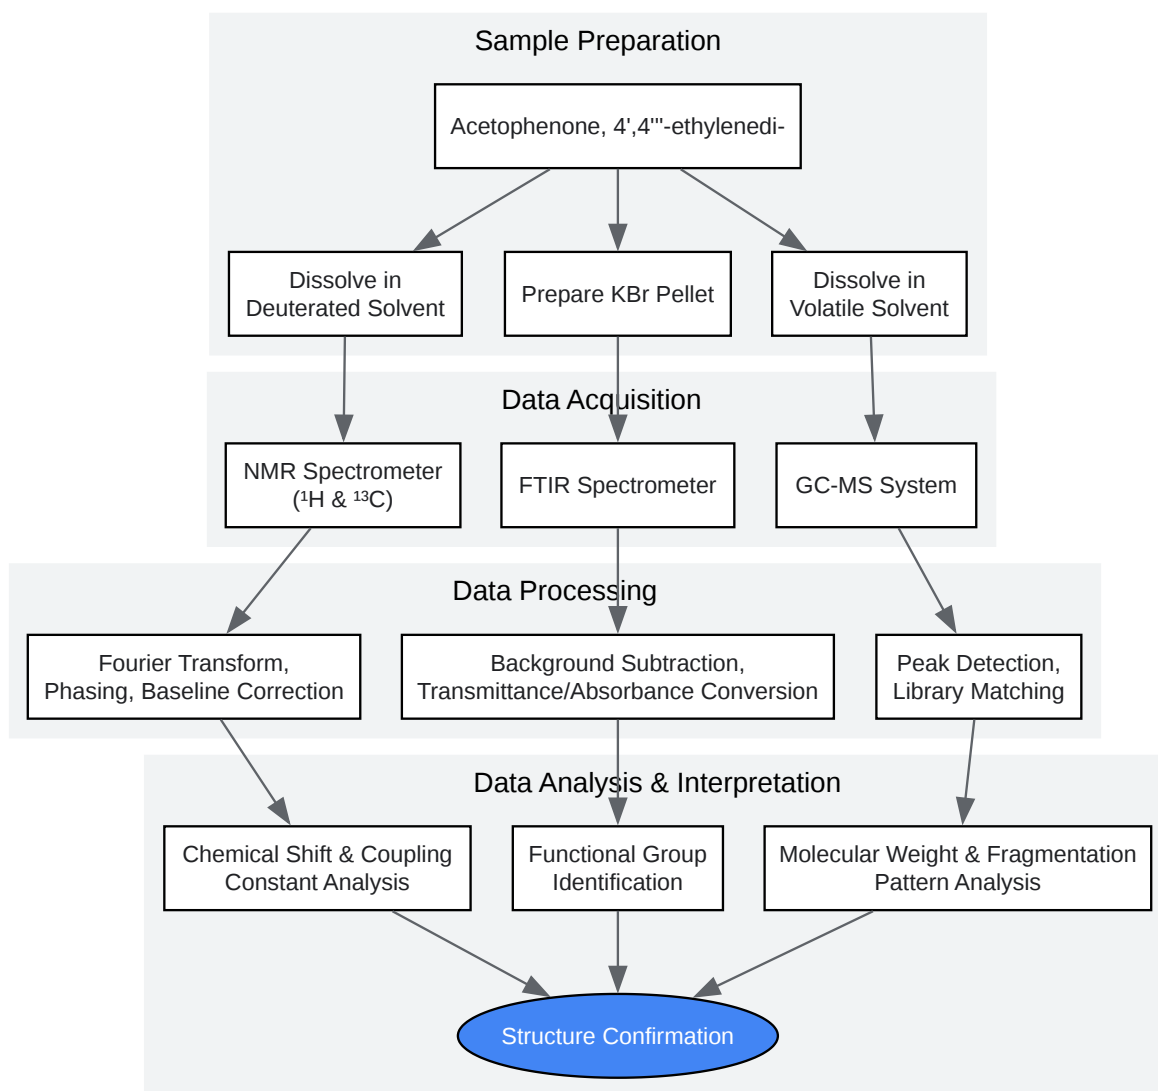 Sample Preparation
Acetophenone, 4',4'''-ethylenedi-
Dissolve in
Deuterated Solvent
Prepare KBr Pellet
Dissolve in
Volatile Solvent
Data Acquisition
NMR Spectrometer
(¹H & ¹³C)
FTIR Spectrometer
GC-MS System
Data Processing
Fourier Transform,
Phasing, Baseline Correction
Background Subtraction,
Transmittance/Absorbance Conversion
Peak Detection,
Library Matching
Data Analysis & Interpretation
Chemical Shift & Coupling
Constant Analysis
Functional Group
Identification
Molecular Weight & Fragmentation
Pattern Analysis
Structure Confirmation